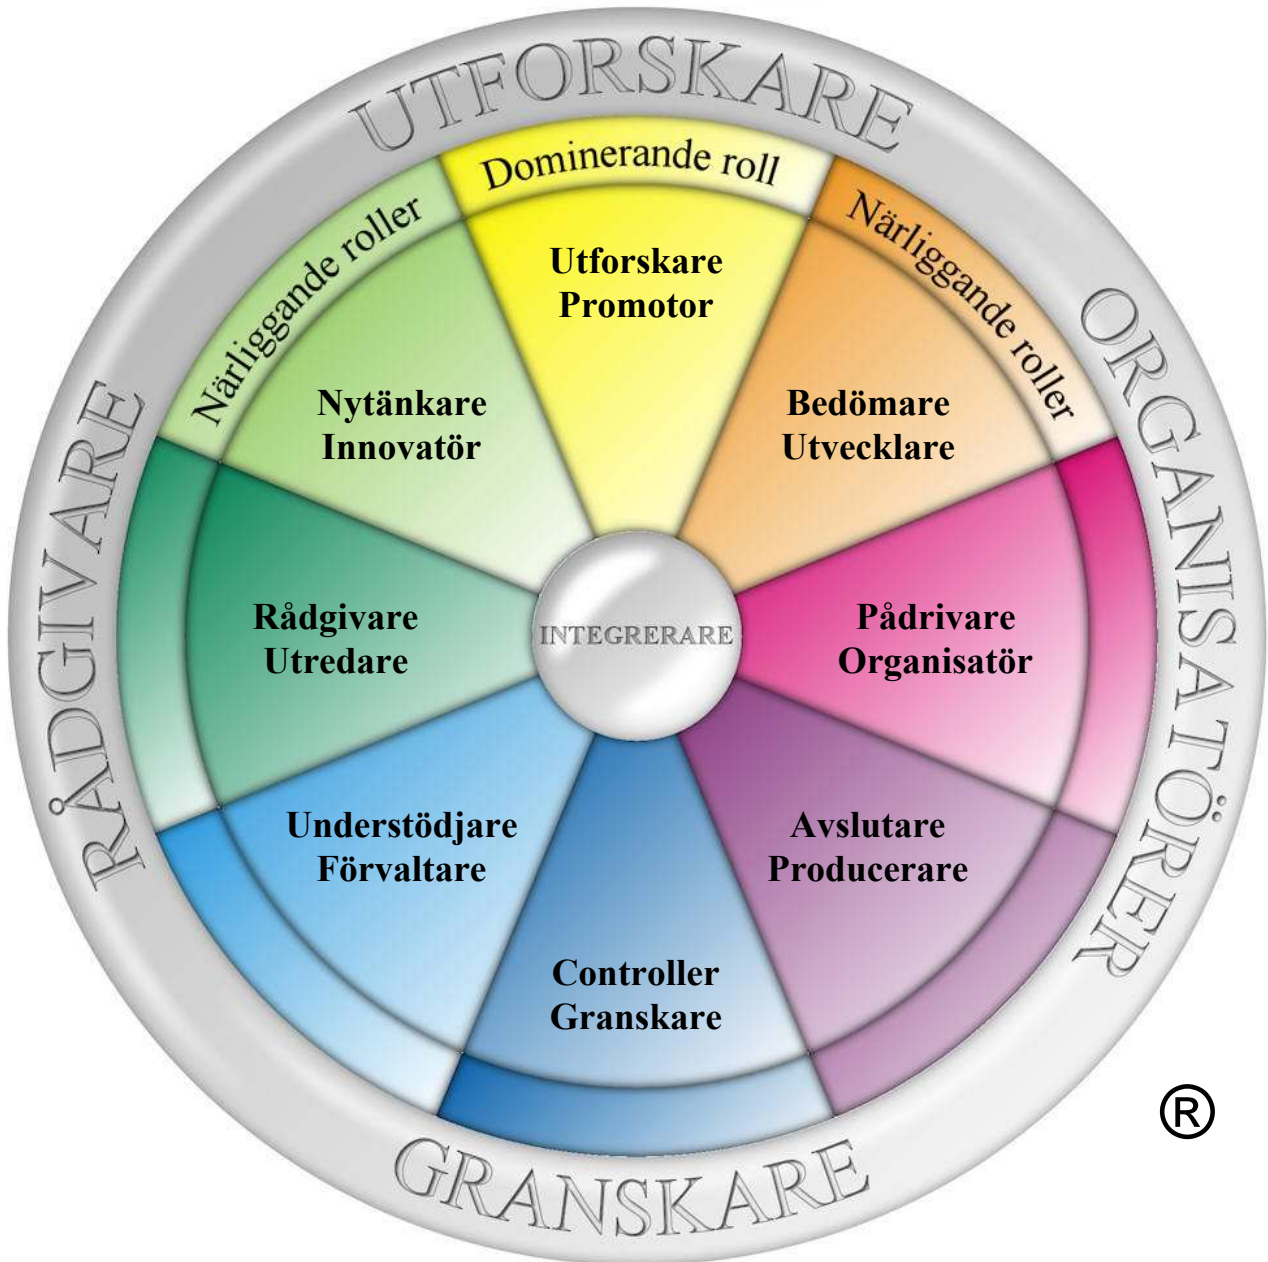 UTFORSKARE
Dominerande roll
Närliggande roller
Närliggande roller
Utforskare
Promotor
Nytänkare
Innovatör
Bedömare
Utvecklare
RÅDGIVARE
ORGANISATÖRER
Rådgivare
Utredare
INTEGRERARE
Pådrivare
Organisatör
Understödjare
Förvaltare
Avslutare
Producerare
Controller
Granskare
GRANSKARE
®